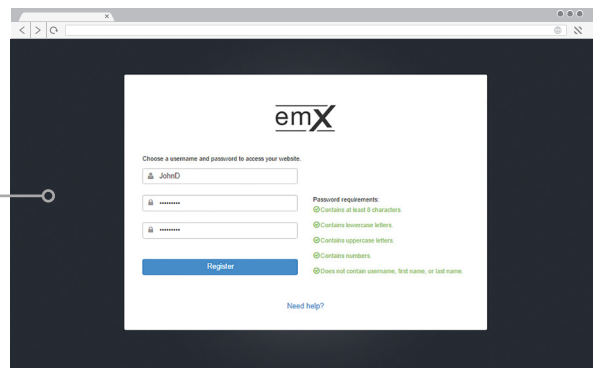 emX
Choose a username and password to access your website.
JohnD
•••••••••
•••••••••
Password requirements:
Contains at least 8 characters.
Contains lowercase letters.
Contains uppercase letters.
Contains numbers.
Does not contain username, first name, or last name.
Register
Need help?